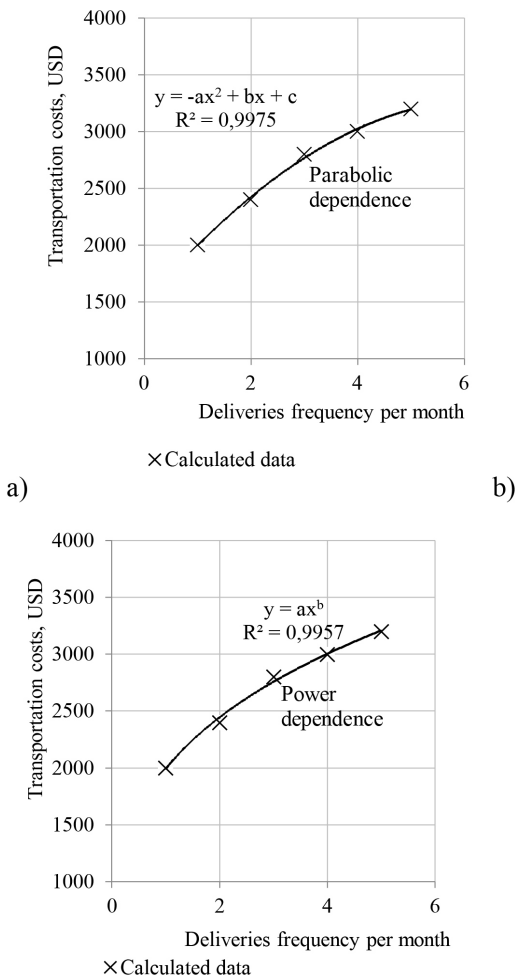 4000
3500
3000
2500
2000
1500
1000
Transportation costs, USD
y = -ax² + bx + c
R² = 0,9975
Parabolic
dependence
0 2 4 6
Deliveries frequency per month
×Calculated data
a) b)
4000
3500
3000
2500
2000
1500
1000
Transportation costs, USD
y = axᵇ
R² = 0,9957
Power
dependence
0 2 4 6
Deliveries frequency per month
×Calculated data